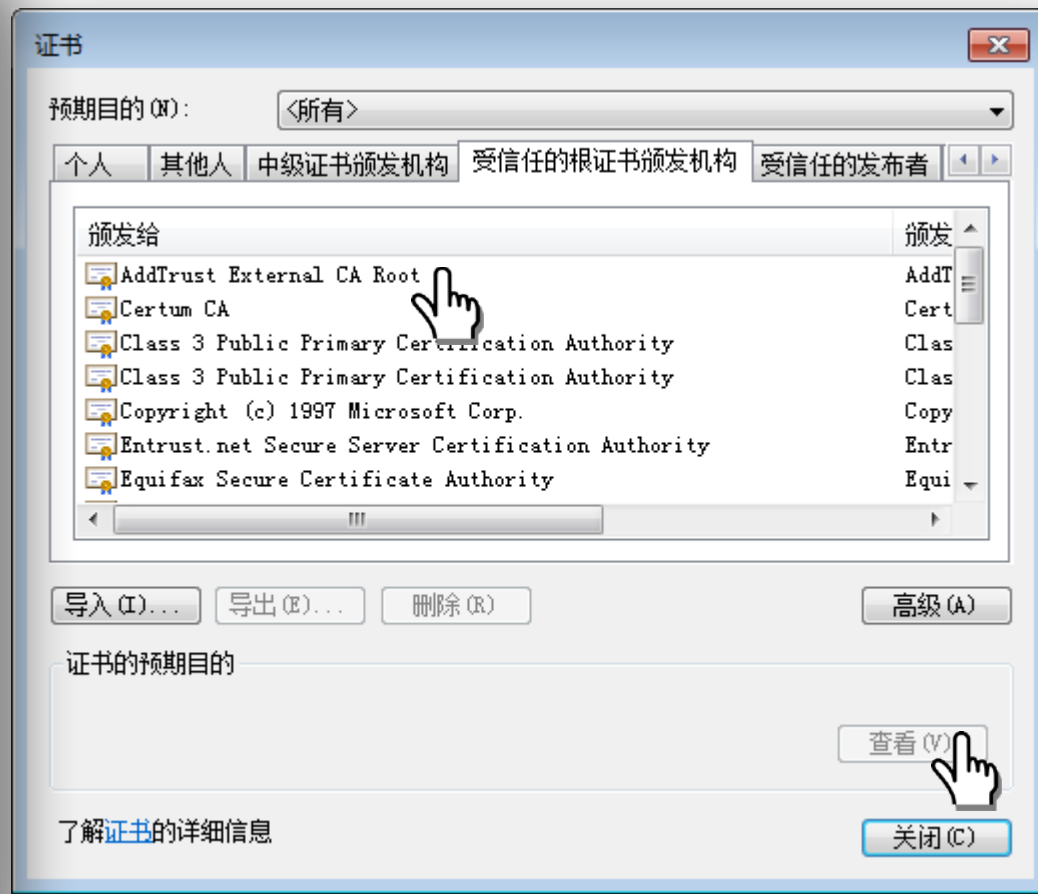 证书
预期目的(N): <所有>
个人 其他人 中级证书颁发机构 受信任的根证书颁发机构 受信任的发布者
颁发给 颁发
AddTrust External CA Root AddT
Certum CA Cert
Class 3 Public Primary Certification Authority Clas
Class 3 Public Primary Certification Authority Clas
Copyright (c) 1997 Microsoft Corp. Copy
Entrust.net Secure Server Certification Authority Entr
Equifax Secure Certificate Authority Equi
导入(I)... 导出(E)... 删除(R) 高级(A)
证书的预期目的
查看(V)
了解证书的详细信息
关闭(C)